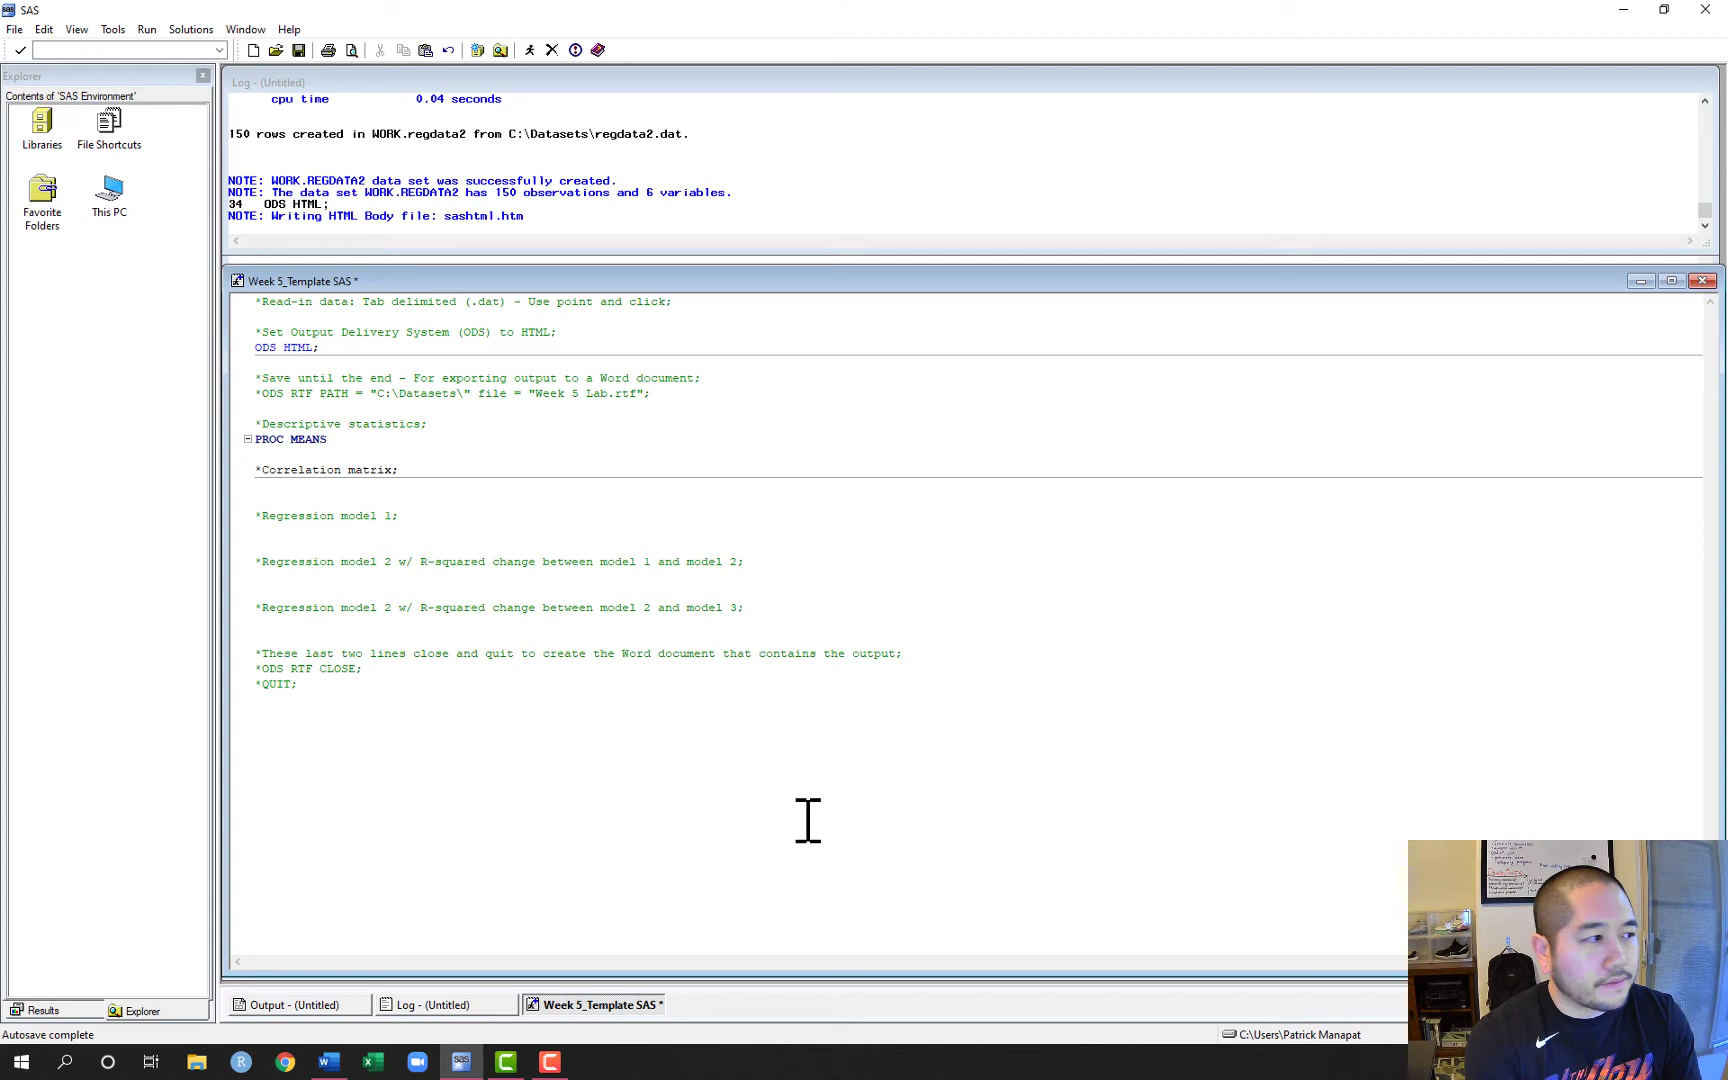 SAS
File Edit View Tools Run Solutions Window Help
Explorer
Contents of 'SAS Environment'
Libraries File Shortcuts
Favorite Folders This PC
Log - (Untitled)
cpu time 0.04 seconds
150 rows created in WORK.regdata2 from C:\Datasets\regdata2.dat.
NOTE: WORK.REGDATA2 data set was successfully created.
NOTE: The data set WORK.REGDATA2 has 150 observations and 6 variables.
34 ODS HTML;
NOTE: Writing HTML Body file: sashtml.htm
Week 5_Template SAS *
*Read-in data: Tab delimited (.dat) - Use point and click;
*Set Output Delivery System (ODS) to HTML;
ODS HTML;
*Save until the end - For exporting output to a Word document;
*ODS RTF PATH = "C:\Datasets\" file = "Week 5 Lab.rtf";
*Descriptive statistics;
PROC MEANS
*Correlation matrix;
*Regression model 1;
*Regression model 2 w/ R-squared change between model 1 and model 2;
*Regression model 2 w/ R-squared change between model 2 and model 3;
*These last two lines close and quit to create the Word document that contains the output;
*ODS RTF CLOSE;
*QUIT;
Results Explorer
Output - (Untitled) Log - (Untitled) Week 5_Template SAS *
Autosave complete
C:\Users\Patrick Manapat